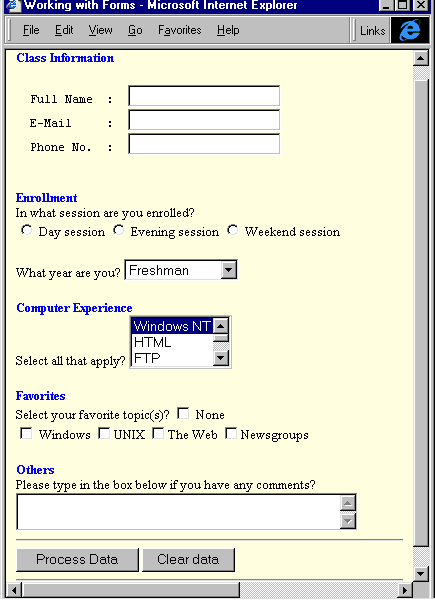 Working with Forms - Microsoft Internet Explorer
File Edit View Go Favorites Help Links
Class Information
Full Name :
E-Mail :
Phone No. :
Enrollment
In what session are you enrolled?
Day session Evening session Weekend session
What year are you? Freshman
Computer Experience
Windows NT
HTML
Select all that apply? FTP
Favorites
Select your favorite topic(s)? None
Windows UNIX The Web Newsgroups
Others
Please type in the box below if you have any comments?
Process Data Clear data